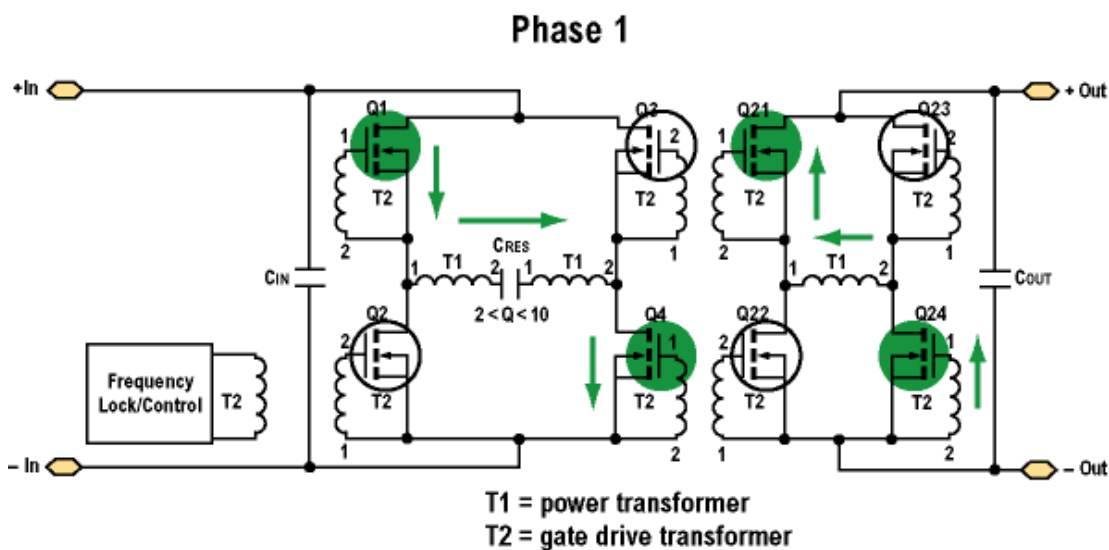 Phase 1
+In
Q1
Q3
Q21
Q23
+ Out
1
2
1
2
T2
T2
T2
T2
2
1
2
1
CRES
1 T1 2 1 T1 2
1 T1 2
CIN
COUT
2 < Q < 10
Q2
Q4
Q22
Q24
2
1
2
1
Frequency
Lock/Control
T2
T2
T2
T2
T2
1
2
1
2
– In
– Out
T1 = power transformer
T2 = gate drive transformer